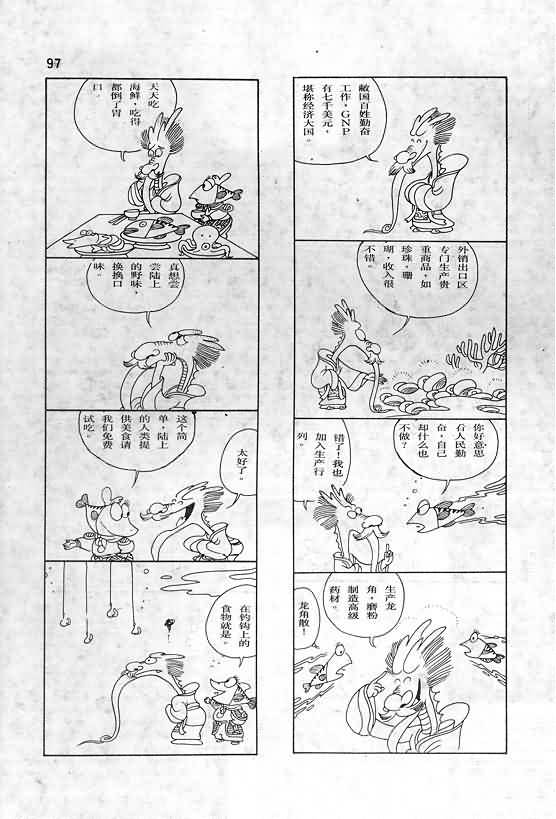 97
敝国百姓勤奋
工作，GNP
有七千美元，
堪称经济大国。
外销出口区
专门生产贵
重商品，如
珍珠，珊
瑚，收入很
不错。
你好意思
看人民勤
奋，自己
却什么也
不做？
错了！我也
加入生产行
列。
生产龙
角，磨粉
制造高级
药材。
龙角散！
天天吃
海鲜，吃得
都倒了胃
口。
真想尝
尝陆上
的野味，
换换口
味。
这个简
单，陆上
的人类提
供美食请
我们免费
试吃。
太好了。
在钓钩上的
食物就是。